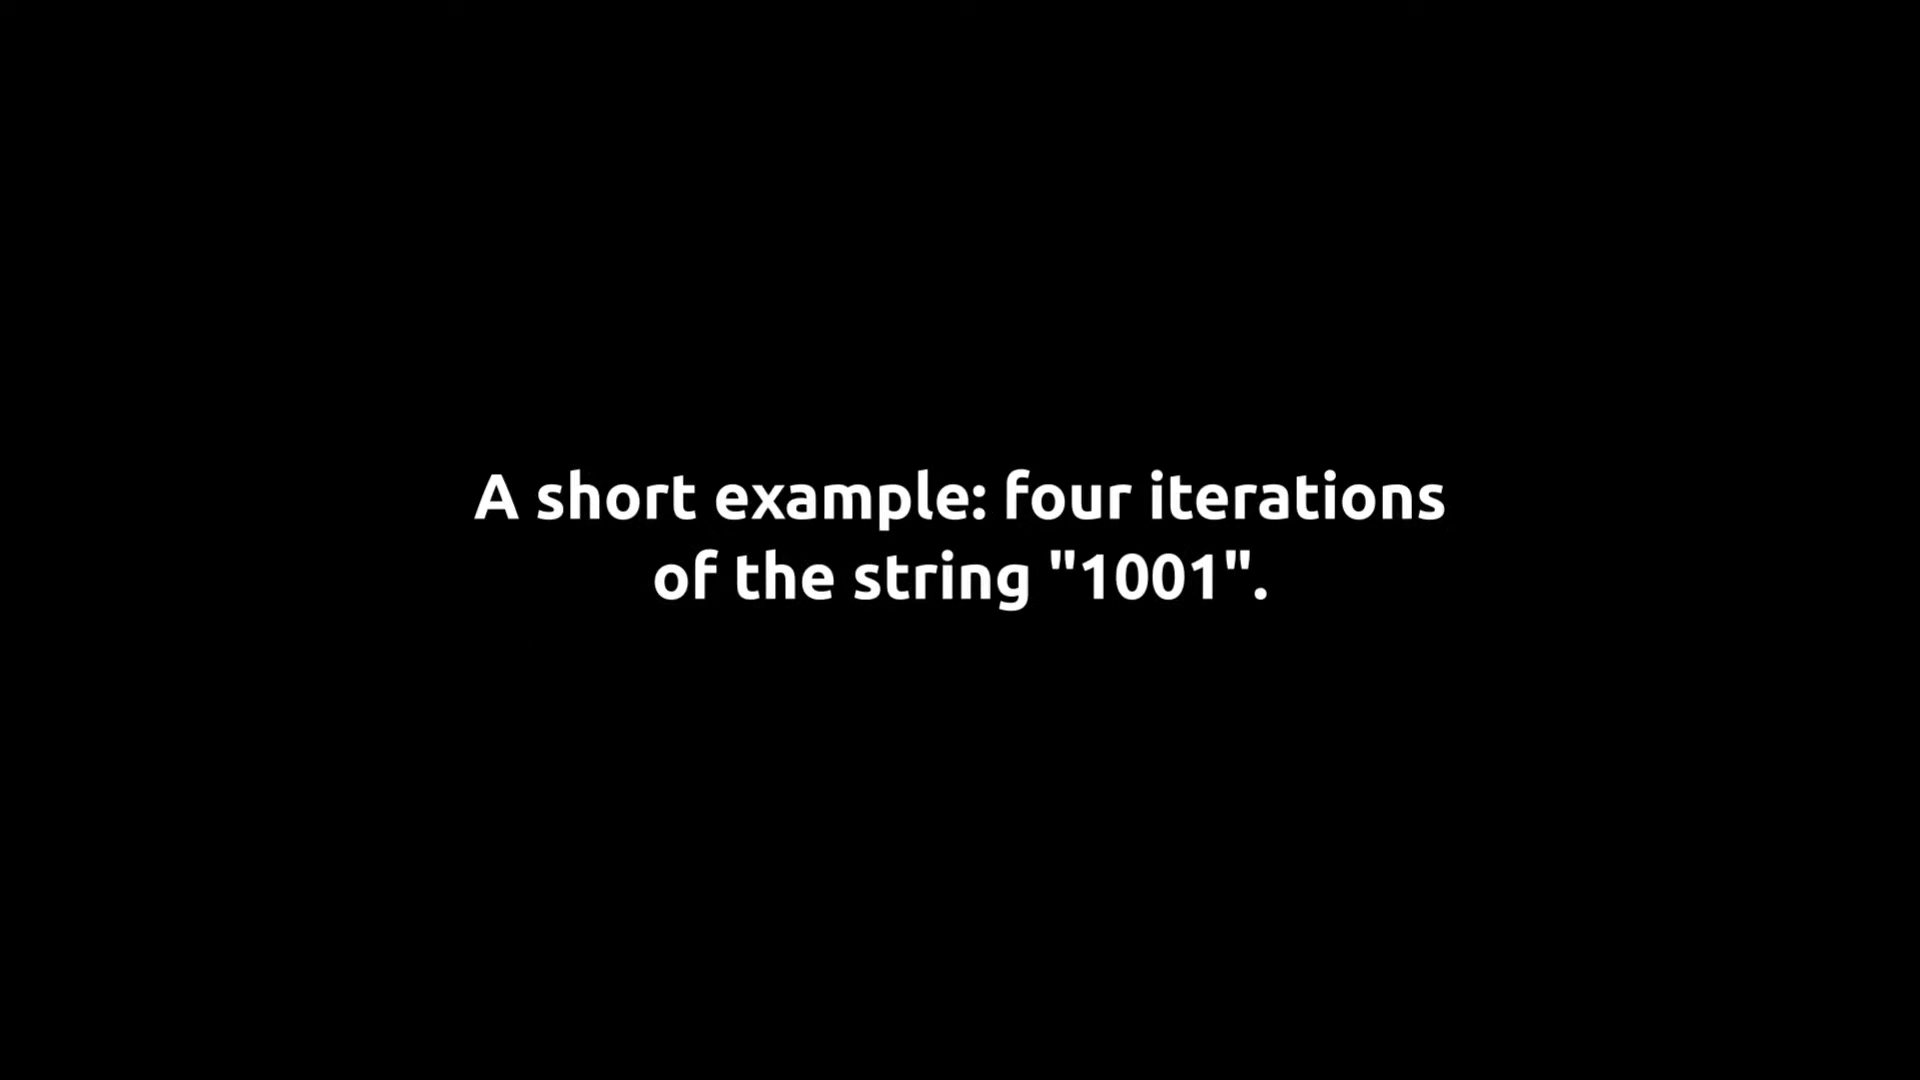 A short example: four iterations
of the string "1001".